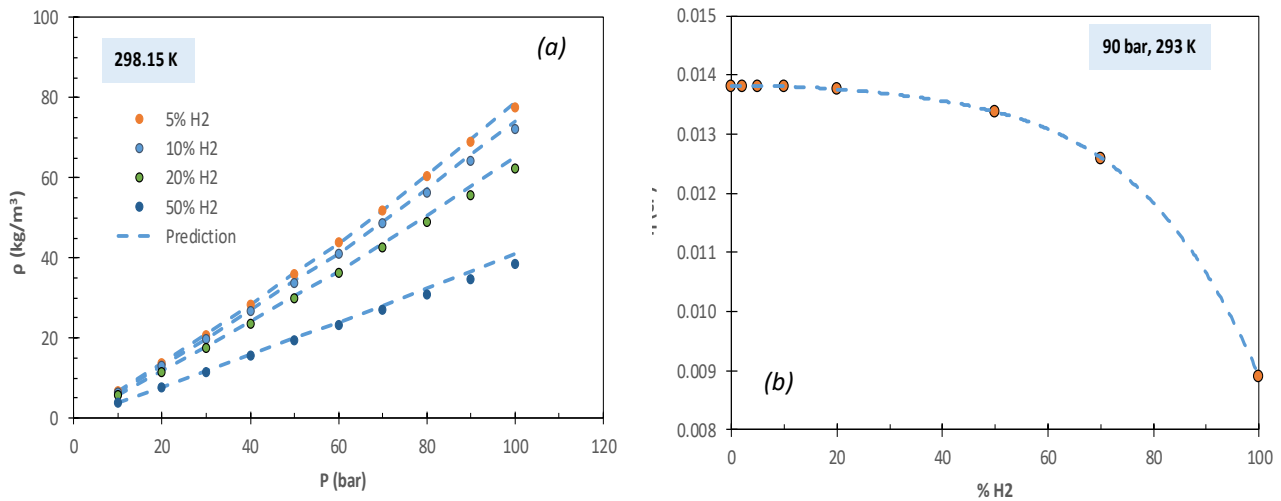 100
80
60
40
20
0
ρ (kg/m³)
298.15 K
(a)
5% H2
10% H2
20% H2
50% H2
Prediction
0 20 40 60 80 100 120
P (bar)
0.015
0.014
0.013
0.012
0.011
0.010
0.009
0.008
90 bar, 293 K
(b)
0 20 40 60 80 100
% H2